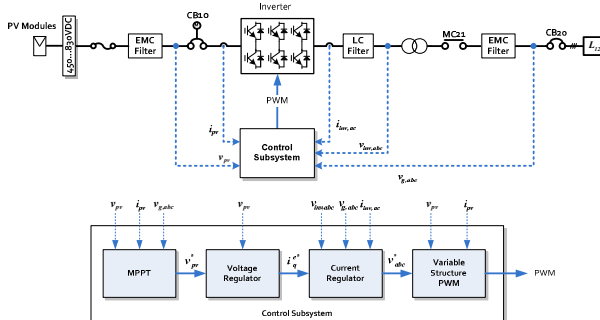 Inverter
PV Modules
450...830VDC
EMC
Filter
CB10
LC
Filter
MC21
EMC
Filter
CB20
L12
PWM
i_pv
i_inv,ac
v_pv
Control
Subsystem
v_inv,abc
v_g,abc
v_pv i_pv v_g,abc v_pv v_inv,abc v_g,abc i_inv,ac v_pv i_pv
MPPT
v*_pv
Voltage
Regulator
i_q^e*
Current
Regulator
v*_abc
Variable
Structure
PWM
PWM
Control Subsystem